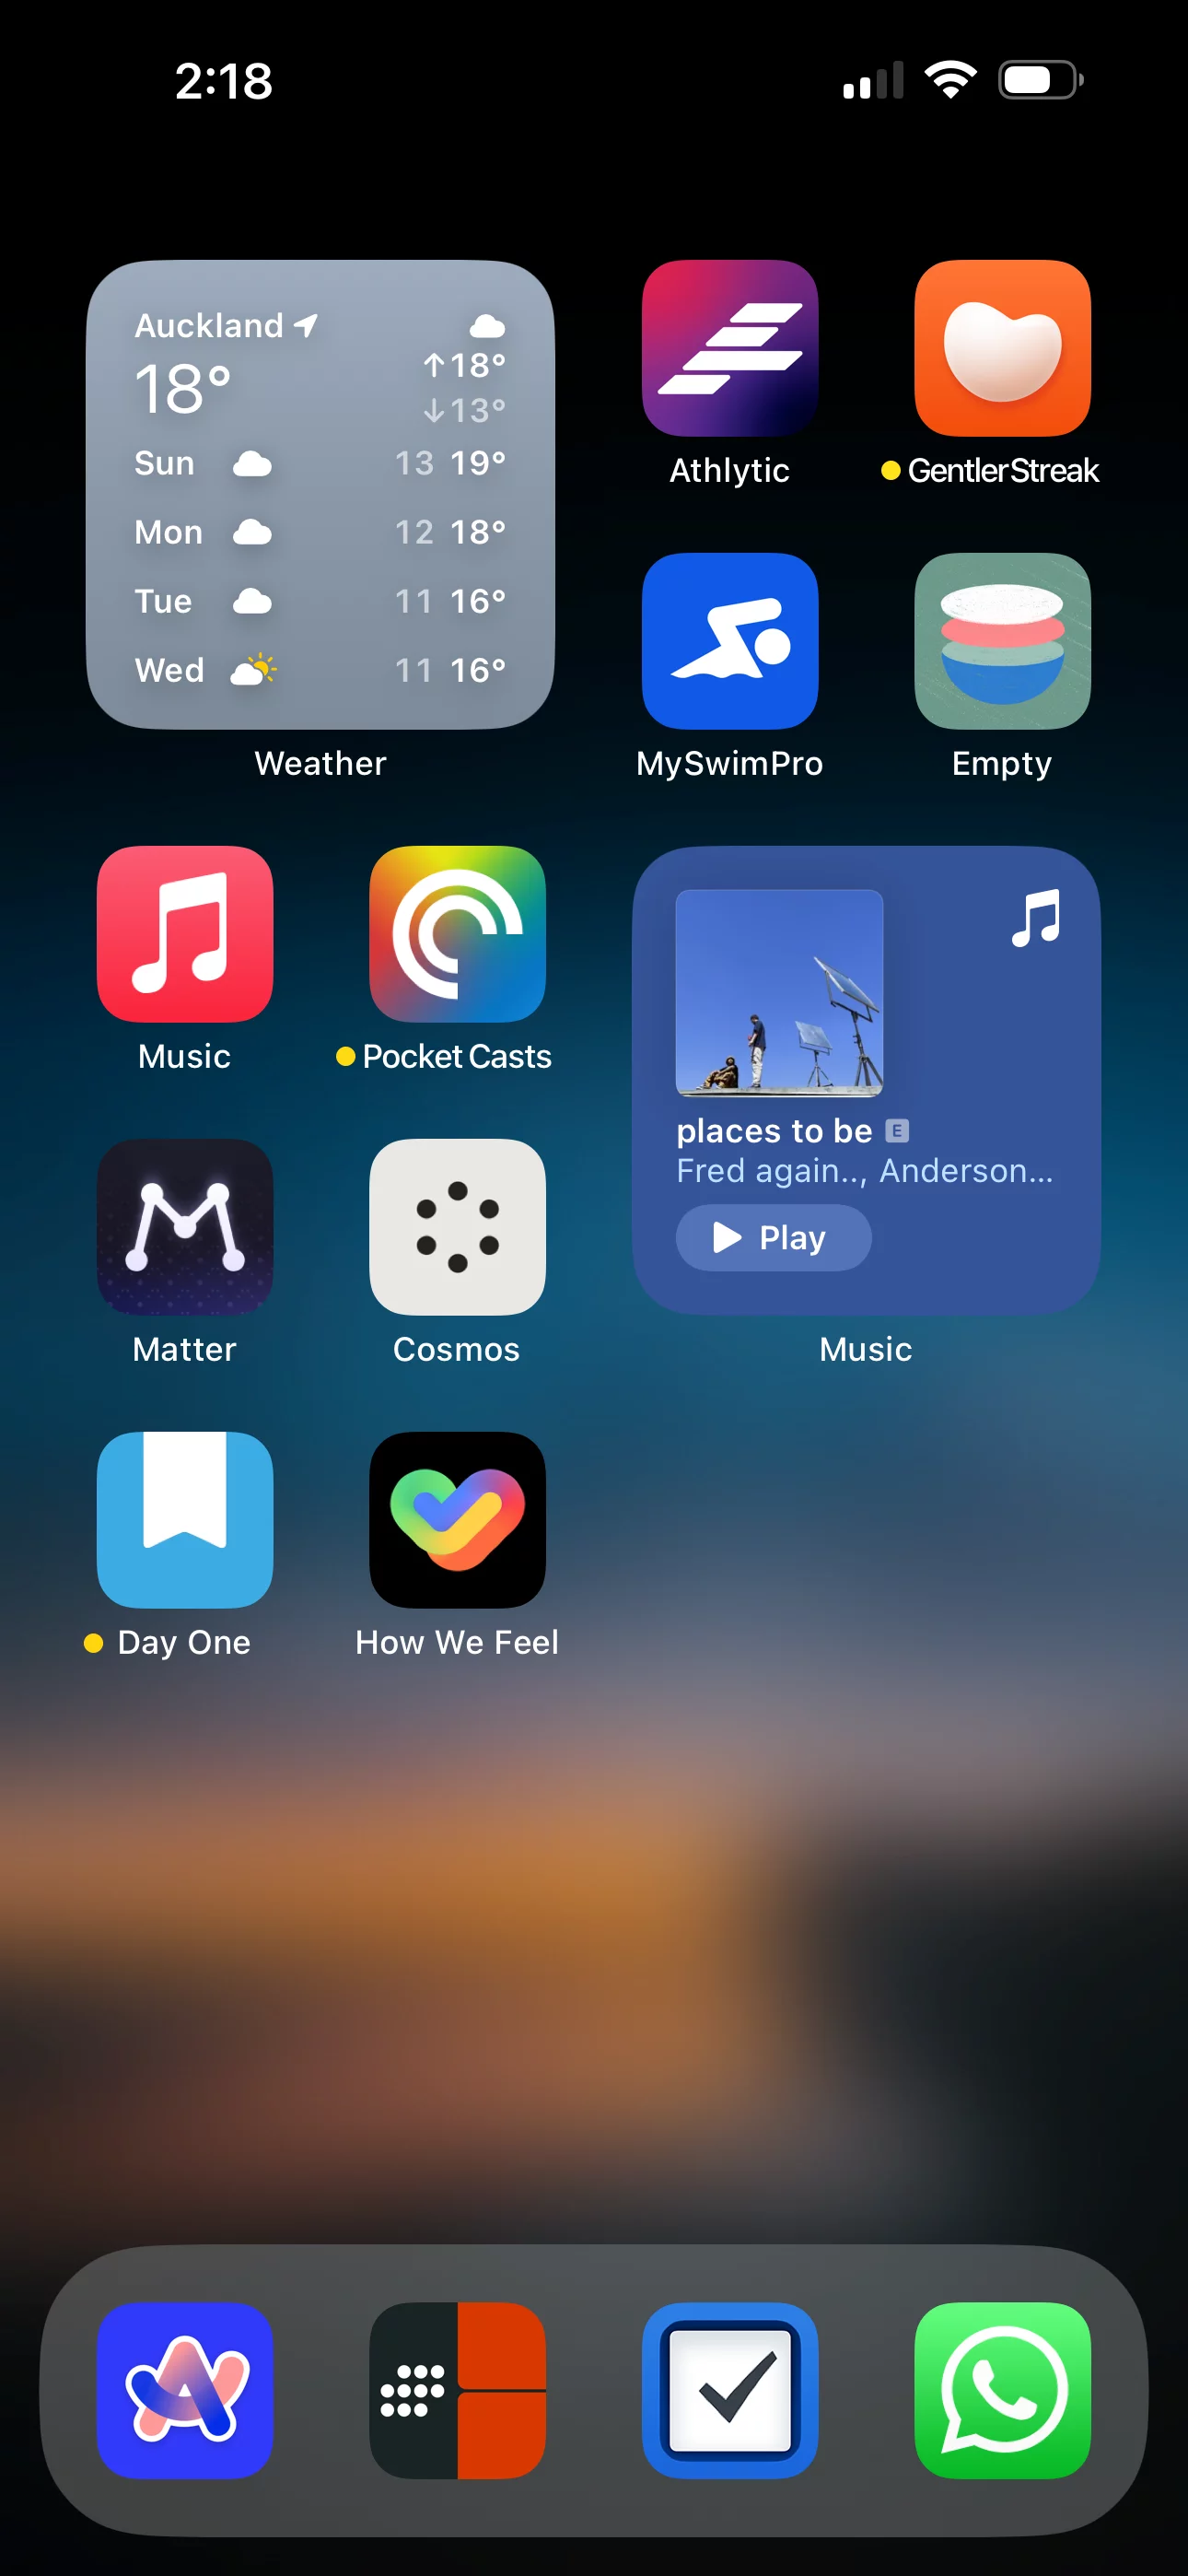 2:18
Auckland
18°
↑18°
↓13°
Sun 13 19°
Mon 12 18°
Tue 11 16°
Wed 11 16°
Weather
Athlytic
GentlerStreak
MySwimPro
Empty
Music
Pocket Casts
places to be E
Fred again.., Anderson...
Play
Matter
Cosmos
Music
Day One
How We Feel